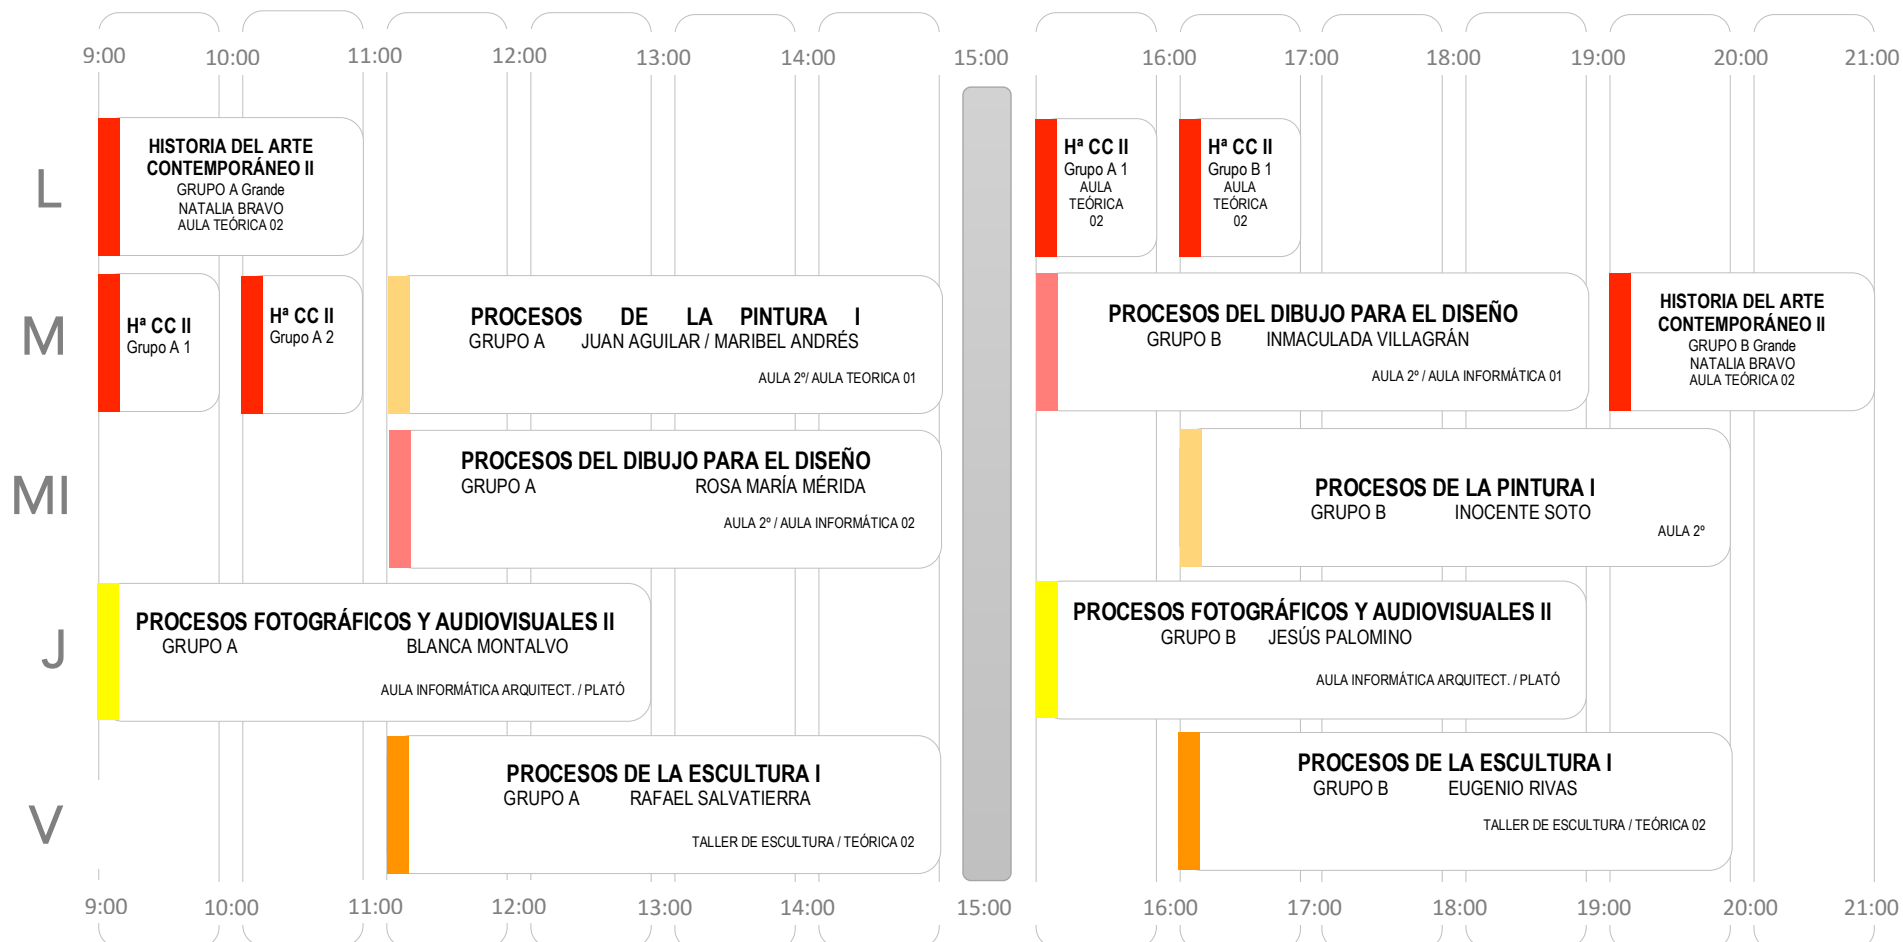 9:00 10:00 11:00 12:00 13:00 14:00 15:00 16:00 17:00 18:00 19:00 20:00 21:00
L
HISTORIA DEL ARTE
CONTEMPORÁNEO II
GRUPO A Grande
NATALIA BRAVO
AULA TEÓRICA 02
Hª CC II
Grupo A 1
AULA
TEÓRICA
02
Hª CC II
Grupo B 1
AULA
TEÓRICA
02
M
Hª CC II
Grupo A 1
Hª CC II
Grupo A 2
PROCESOS DE LA PINTURA I
GRUPO A JUAN AGUILAR / MARIBEL ANDRÉS
AULA 2º/ AULA TEORICA 01
PROCESOS DEL DIBUJO PARA EL DISEÑO
GRUPO B INMACULADA VILLAGRÁN
AULA 2º / AULA INFORMÁTICA 01
HISTORIA DEL ARTE
CONTEMPORÁNEO II
GRUPO B Grande
NATALIA BRAVO
AULA TEÓRICA 02
MI
PROCESOS DEL DIBUJO PARA EL DISEÑO
GRUPO A ROSA MARÍA MÉRIDA
AULA 2º / AULA INFORMÁTICA 02
PROCESOS DE LA PINTURA I
GRUPO B INOCENTE SOTO
AULA 2º
J
PROCESOS FOTOGRÁFICOS Y AUDIOVISUALES II
GRUPO A BLANCA MONTALVO
AULA INFORMÁTICA ARQUITECT. / PLATÓ
PROCESOS FOTOGRÁFICOS Y AUDIOVISUALES II
GRUPO B JESÚS PALOMINO
AULA INFORMÁTICA ARQUITECT. / PLATÓ
V
PROCESOS DE LA ESCULTURA I
GRUPO A RAFAEL SALVATIERRA
TALLER DE ESCULTURA / TEÓRICA 02
PROCESOS DE LA ESCULTURA I
GRUPO B EUGENIO RIVAS
TALLER DE ESCULTURA / TEÓRICA 02
9:00 10:00 11:00 12:00 13:00 14:00 15:00 16:00 17:00 18:00 19:00 20:00 21:00